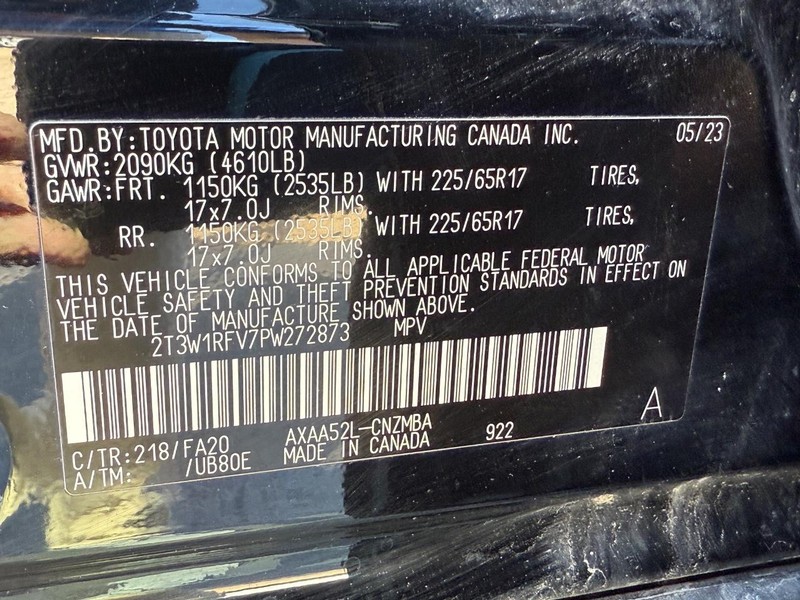 MFD.BY:TOYOTA MOTOR MANUFACTURING CANADA INC. 05/23
GVWR:2090KG (4610LB)
GAWR:FRT. 1150KG (2535LB) WITH 225/65R17 TIRES,
17x7.0J RIMS.
RR. 1150KG (2535LB) WITH 225/65R17 TIRES,
17x7.0J RIMS.
THIS VEHICLE CONFORMS TO ALL APPLICABLE FEDERAL MOTOR
VEHICLE SAFETY AND THEFT PREVENTION STANDARDS IN EFFECT ON
THE DATE OF MANUFACTURE SHOWN ABOVE.
2T3W1RFV7PW272873 MPV
A
C/TR:218/FA20 AXAA52L-CNZMBA 922
A/TM: /UB80E MADE IN CANADA